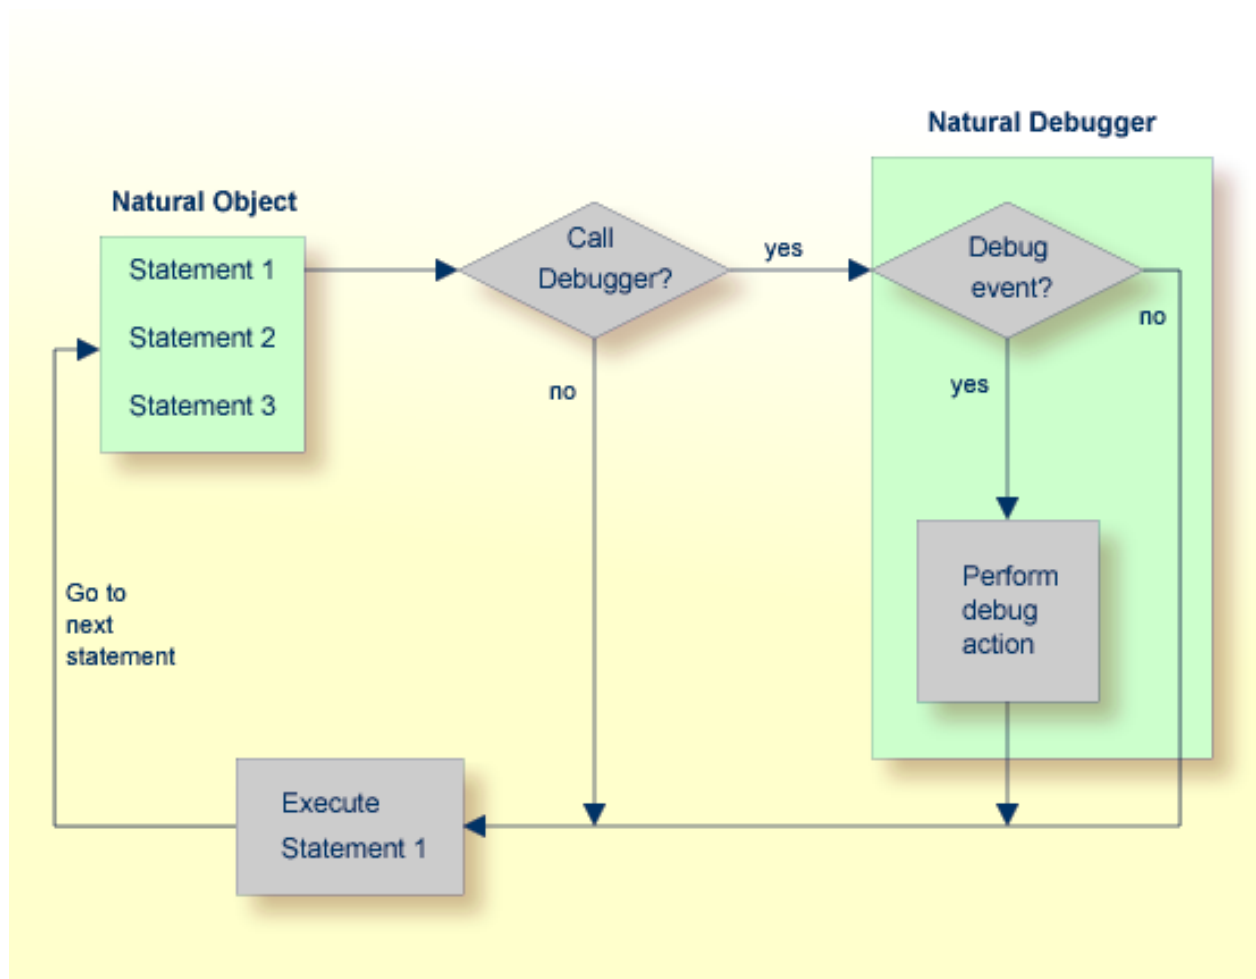 Natural Debugger
Natural Object
Statement 1
Statement 2
Statement 3
Call
Debugger?
yes
no
Debug
event?
no
yes
Perform
debug
action
Go to
next
statement
Execute
Statement 1